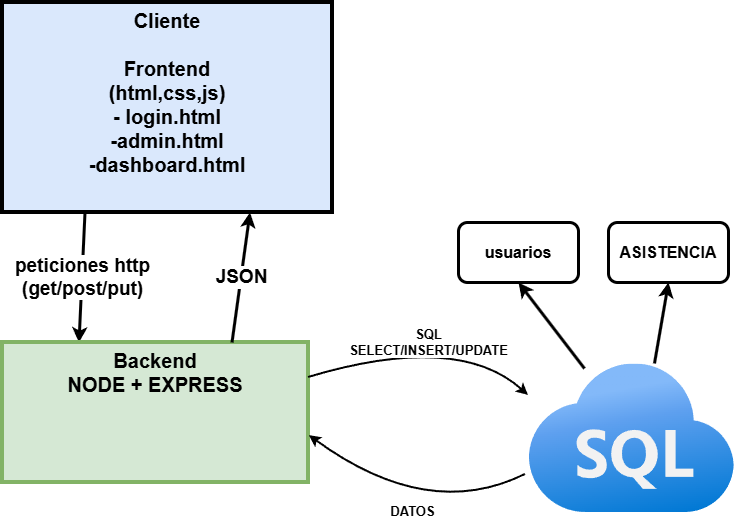 Cliente
Frontend
(html,css,js)
- login.html
-admin.html
-dashboard.html
peticiones http
(get/post/put)
JSON
usuarios
ASISTENCIA
Backend
NODE + EXPRESS
SQL
SELECT/INSERT/UPDATE
SQL
DATOS